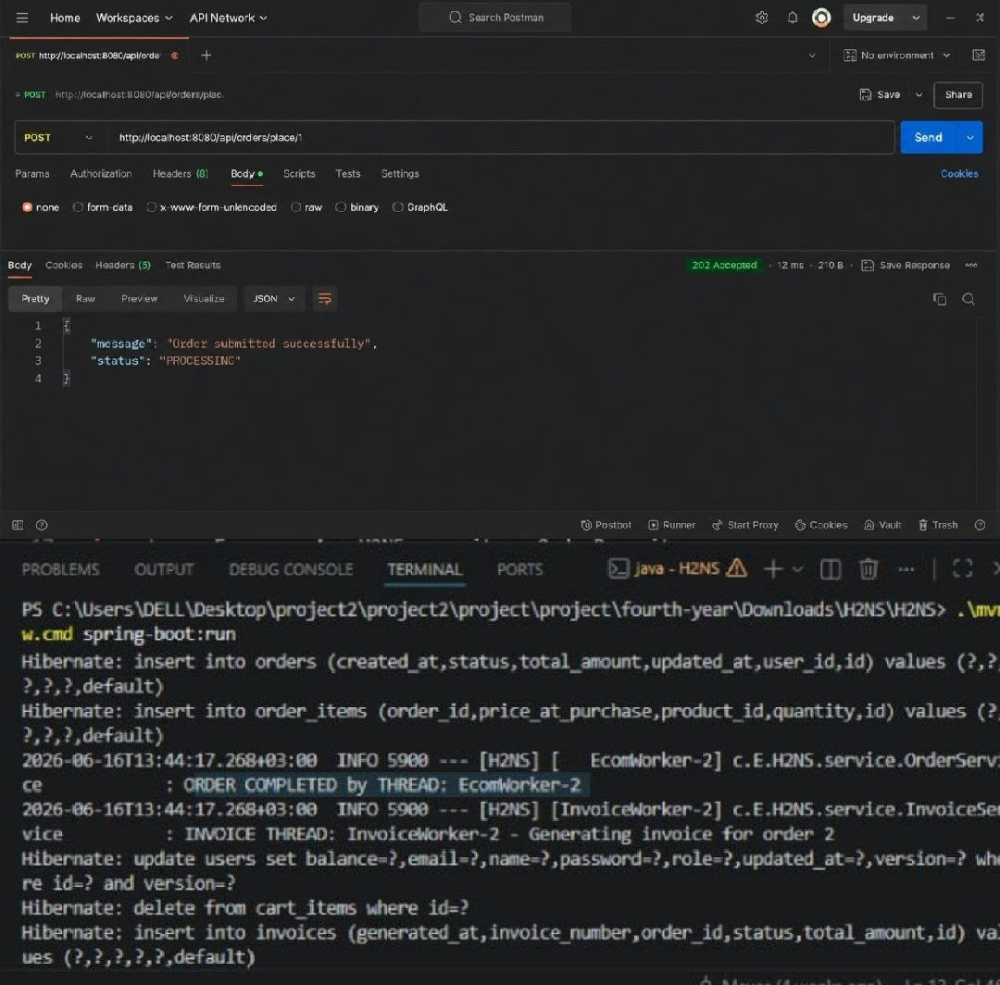 Home Workspaces API Network Search Postman Upgrade
POST http://localhost:8080/api/orde No environment
POST http://localhost:8080/api/orders/plac Save Share
POST http://localhost:8080/api/orders/place/1 Send
Params Authorization Headers (8) Body Scripts Tests Settings Cookies
none form-data x-www-form-unlencoded raw binary GraphQL
Body Cookies Headers (5) Test Results 202 Accepted · 12 ms · 210 B · Save Response
Pretty Raw Preview Visualize JSON
1 {
2 "message": "Order submitted successfully",
3 "status": "PROCESSING"
4 }
Postbot Runner Start Proxy Cookies Vault Trash
PROBLEMS OUTPUT DEBUG CONSOLE TERMINAL PORTS java - H2NS
PS C:\Users\DELL\Desktop\project2\project2\project\project\fourth-year\Downloads\H2NS\H2NS> .\mvn
w.cmd spring-boot:run
Hibernate: insert into orders (created_at,status,total_amount,updated_at,user_id,id) values (?,?,
?,?,?,default)
Hibernate: insert into order_items (order_id,price_at_purchase,product_id,quantity,id) values (?,
?,?,?,default)
2026-06-16T13:44:17.268+03:00 INFO 5900 --- [H2NS] [ EcomWorker-2] c.E.H2NS.service.OrderServi
ce : ORDER COMPLETED by THREAD: EcomWorker-2
2026-06-16T13:44:17.268+03:00 INFO 5900 --- [H2NS] [InvoiceWorker-2] c.E.H2NS.service.InvoiceSer
vice : INVOICE THREAD: InvoiceWorker-2 - Generating invoice for order 2
Hibernate: update users set balance=?,email=?,name=?,password=?,role=?,updated_at=?,version=? whe
re id=? and version=?
Hibernate: delete from cart_items where id=?
Hibernate: insert into invoices (generated_at,invoice_number,order_id,status,total_amount,id) val
ues (?,?,?,?,?,default)